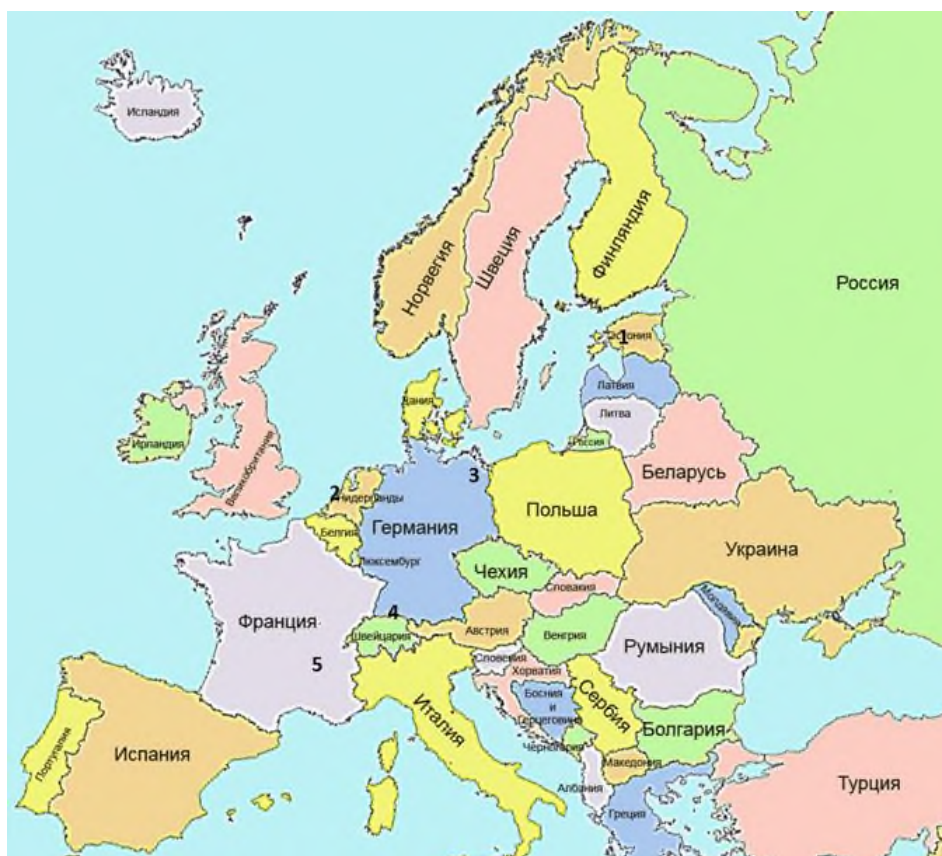 Исландия
Норвегия
Швеция
Финляндия
Россия
1
Эстония
Латвия
Литва
Россия
Дания
Ирландия
Великобритания
Беларусь
3
2
Нидерланды
Германия
Польша
Бельгия
Украина
Люксембург
Чехия
Словакия
Молдавия
4
Франция
Швейцария
Австрия
Венгрия
Румыния
5
Словения
Хорватия
Босния
и
Герцеговина
Сербия
Италия
Болгария
Черногория
Португалия
Испания
Македония
Албания
Турция
Греция